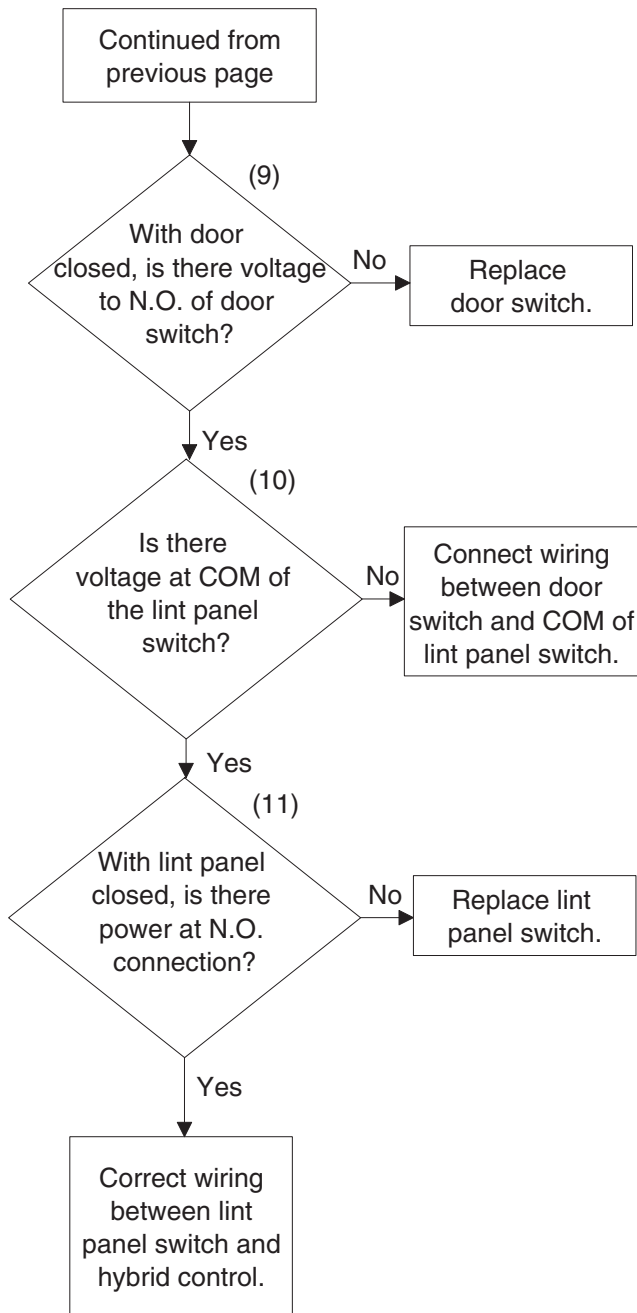 Continued from
previous page
(9)
With door
closed, is there voltage
to N.O. of door
switch?
No
Replace
door switch.
Yes
(10)
Is there
voltage at COM of
the lint panel
switch?
No
Connect wiring
between door
switch and COM of
lint panel switch.
Yes
(11)
With lint panel
closed, is there
power at N.O.
connection?
No
Replace lint
panel switch.
Yes
Correct wiring
between lint
panel switch and
hybrid control.